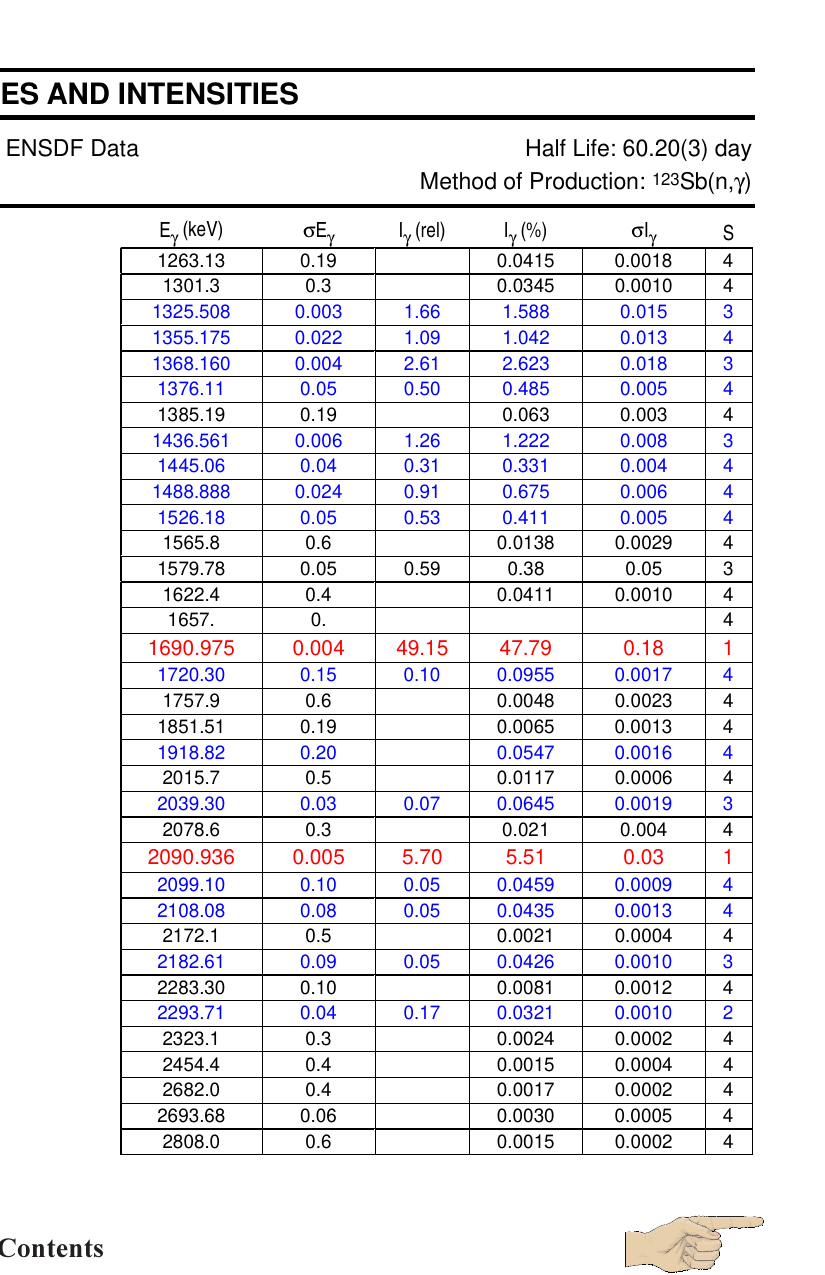 ES AND INTENSITIES
ENSDF Data Half Life: 60.20(3) day
Method of Production: 123Sb(n,γ)
Eγ (keV) σEγ Iγ (rel) Iγ (%) σIγ S
1263.13 0.19 0.0415 0.0018 4
1301.3 0.3 0.0345 0.0010 4
1325.508 0.003 1.66 1.588 0.015 3
1355.175 0.022 1.09 1.042 0.013 4
1368.160 0.004 2.61 2.623 0.018 3
1376.11 0.05 0.50 0.485 0.005 4
1385.19 0.19 0.063 0.003 4
1436.561 0.006 1.26 1.222 0.008 3
1445.06 0.04 0.31 0.331 0.004 4
1488.888 0.024 0.91 0.675 0.006 4
1526.18 0.05 0.53 0.411 0.005 4
1565.8 0.6 0.0138 0.0029 4
1579.78 0.05 0.59 0.38 0.05 3
1622.4 0.4 0.0411 0.0010 4
1657. 0. 4
1690.975 0.004 49.15 47.79 0.18 1
1720.30 0.15 0.10 0.0955 0.0017 4
1757.9 0.6 0.0048 0.0023 4
1851.51 0.19 0.0065 0.0013 4
1918.82 0.20 0.0547 0.0016 4
2015.7 0.5 0.0117 0.0006 4
2039.30 0.03 0.07 0.0645 0.0019 3
2078.6 0.3 0.021 0.004 4
2090.936 0.005 5.70 5.51 0.03 1
2099.10 0.10 0.05 0.0459 0.0009 4
2108.08 0.08 0.05 0.0435 0.0013 4
2172.1 0.5 0.0021 0.0004 4
2182.61 0.09 0.05 0.0426 0.0010 3
2283.30 0.10 0.0081 0.0012 4
2293.71 0.04 0.17 0.0321 0.0010 2
2323.1 0.3 0.0024 0.0002 4
2454.4 0.4 0.0015 0.0004 4
2682.0 0.4 0.0017 0.0002 4
2693.68 0.06 0.0030 0.0005 4
2808.0 0.6 0.0015 0.0002 4
Contents